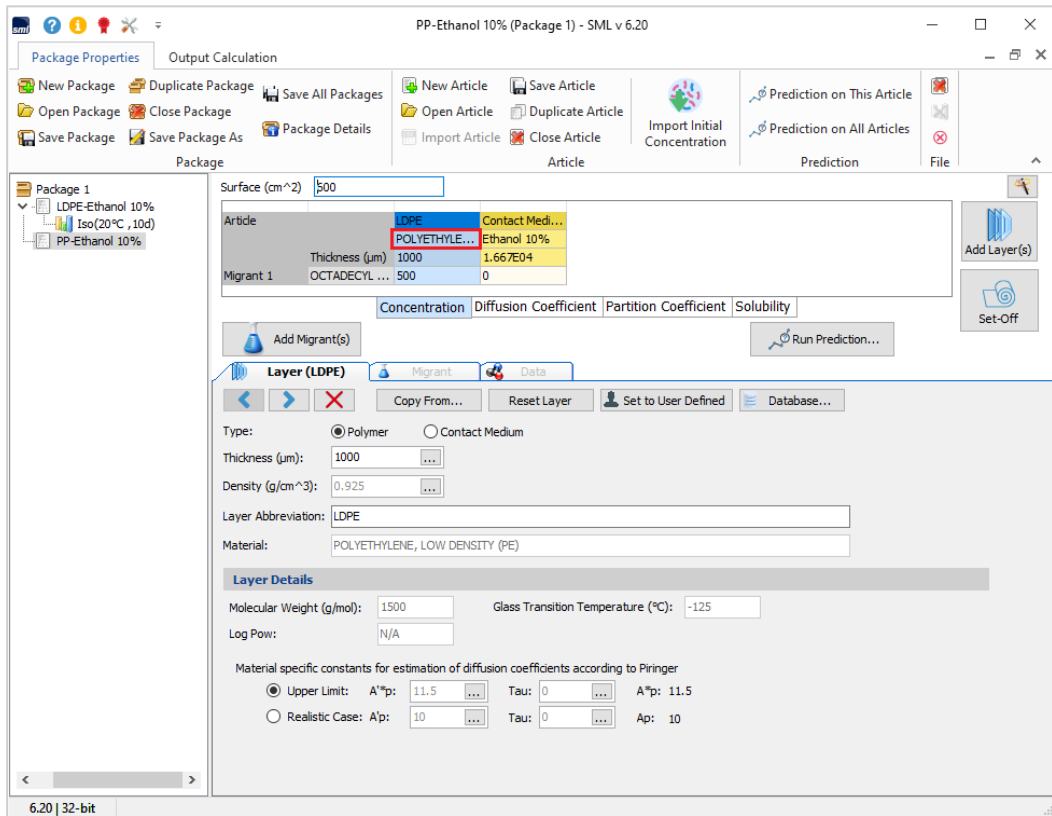 sml
PP-Ethanol 10% (Package 1) - SML v 6.20
Package Properties Output Calculation
New Package Duplicate Package Save All Packages New Article Save Article Import Initial Concentration Prediction on This Article
Open Package Close Package Package Details Open Article Duplicate Article Prediction on All Articles
Save Package Save Package As Import Article Close Article
Package Article Prediction File
Package 1
LDPE-Ethanol 10%
Iso(20°C ,10d)
PP-Ethanol 10%
Surface (cm^2) 500
Article LDPE Contact Medi...
POLYETHYLE... Ethanol 10%
Thickness (µm) 1000 1.667E04
Migrant 1 OCTADECYL ... 500 0
Add Layer(s)
Set-Off
Concentration Diffusion Coefficient Partition Coefficient Solubility
Add Migrant(s) Run Prediction...
Layer (LDPE) Migrant Data
Copy From... Reset Layer Set to User Defined Database...
Type: Polymer Contact Medium
Thickness (µm): 1000 ...
Density (g/cm^3): 0.925 ...
Layer Abbreviation: LDPE
Material: POLYETHYLENE, LOW DENSITY (PE)
Layer Details
Molecular Weight (g/mol): 1500 Glass Transition Temperature (°C): -125
Log Pow: N/A
Material specific constants for estimation of diffusion coefficients according to Piringer
Upper Limit: A'*p: 11.5 ... Tau: 0 ... A*p: 11.5
Realistic Case: A'p: 10 ... Tau: 0 ... Ap: 10
6.20 | 32-bit